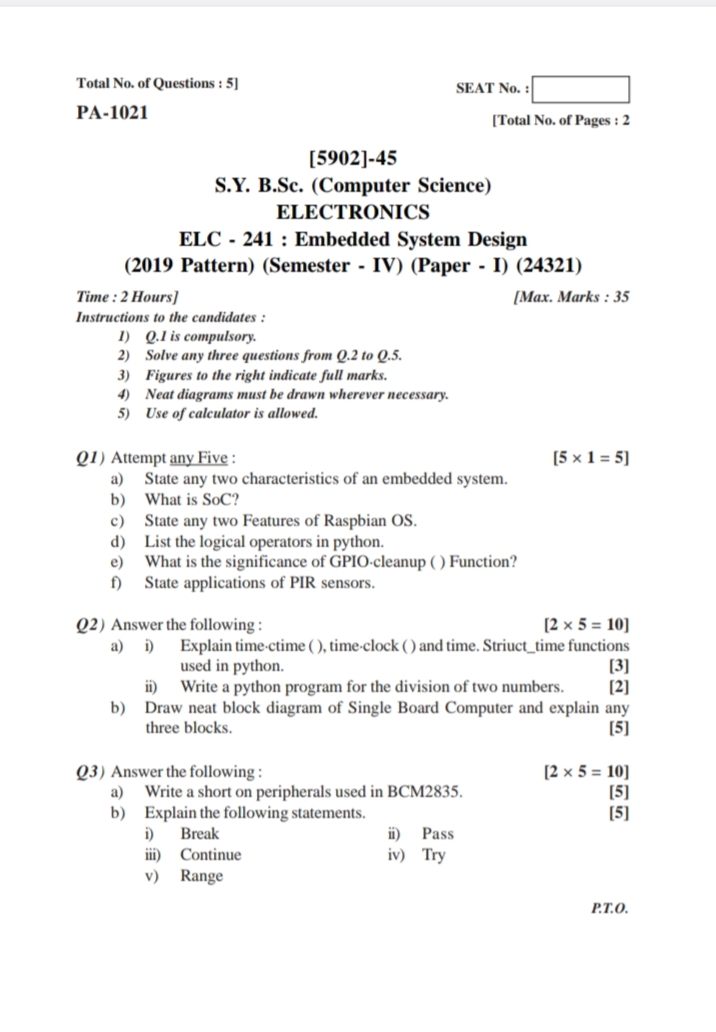 Total No. of Questions : 5]
SEAT No. :
PA-1021
[Total No. of Pages : 2
[5902]-45
S.Y. B.Sc. (Computer Science)
ELECTRONICS
ELC - 241 : Embedded System Design
(2019 Pattern) (Semester - IV) (Paper - I) (24321)
Time : 2 Hours] [Max. Marks : 35
Instructions to the candidates :
1) Q.1 is compulsory.
2) Solve any three questions from Q.2 to Q.5.
3) Figures to the right indicate full marks.
4) Neat diagrams must be drawn wherever necessary.
5) Use of calculator is allowed.
Q1) Attempt any Five : [5 × 1 = 5]
a) State any two characteristics of an embedded system.
b) What is SoC?
c) State any two Features of Raspbian OS.
d) List the logical operators in python.
e) What is the significance of GPIO·cleanup ( ) Function?
f) State applications of PIR sensors.
Q2) Answer the following : [2 × 5 = 10]
a) i) Explain time·ctime ( ), time·clock ( ) and time. Striuct_time functions
used in python. [3]
ii) Write a python program for the division of two numbers. [2]
b) Draw neat block diagram of Single Board Computer and explain any
three blocks. [5]
Q3) Answer the following : [2 × 5 = 10]
a) Write a short on peripherals used in BCM2835. [5]
b) Explain the following statements. [5]
i) Break ii) Pass
iii) Continue iv) Try
v) Range
P.T.O.